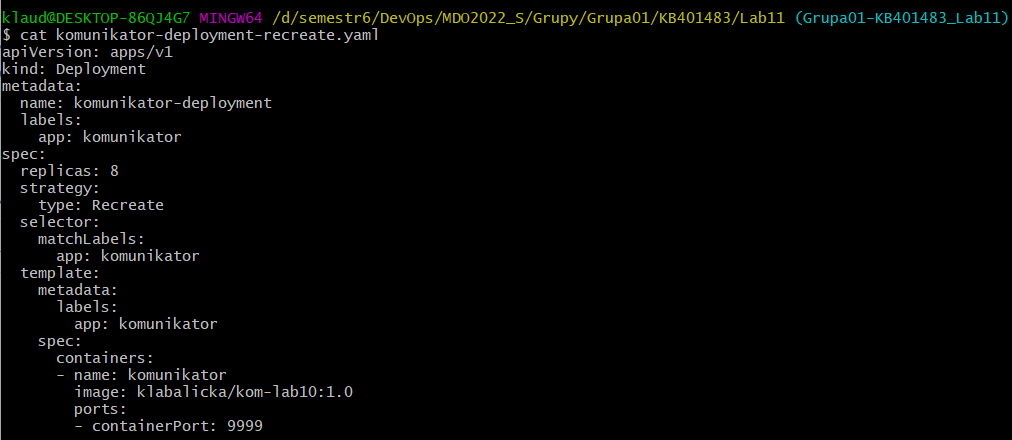 klaud@DESKTOP-86QJ4G7 MINGW64 /d/semestr6/DevOps/MDO2022_S/Grupy/Grupa01/KB401483/Lab11 (Grupa01-KB401483_Lab11)
$ cat komunikator-deployment-recreate.yaml
apiVersion: apps/v1
kind: Deployment
metadata:
  name: komunikator-deployment
  labels:
    app: komunikator
spec:
  replicas: 8
  strategy:
    type: Recreate
  selector:
    matchLabels:
      app: komunikator
  template:
    metadata:
      labels:
        app: komunikator
    spec:
      containers:
      - name: komunikator
        image: klabalicka/kom-lab10:1.0
        ports:
        - containerPort: 9999